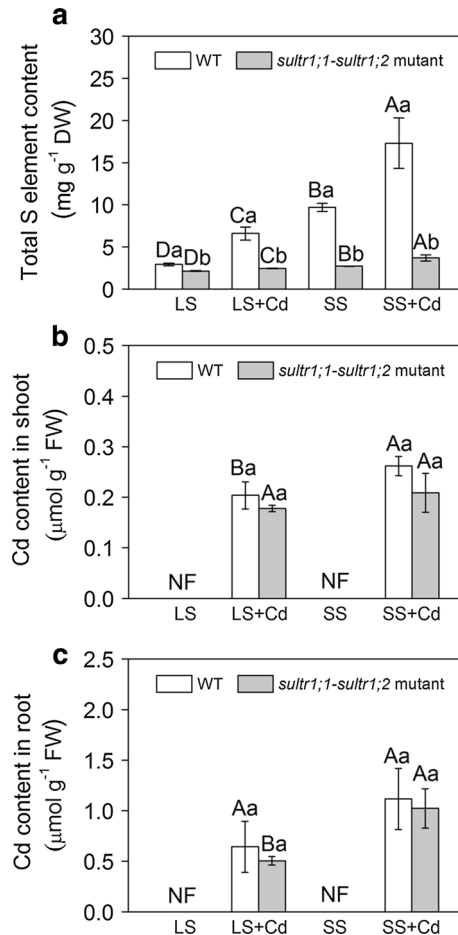 a
Total S element content
(mg g⁻¹ DW)
30
25
20
15
10
5
0
WT sultr1;1-sultr1;2 mutant
Da Db Ca Cb Ba Bb Aa Ab
LS LS+Cd SS SS+Cd
b
Cd content in shoot
(μmol g⁻¹ FW)
0.5
0.4
0.3
0.2
0.1
0.0
WT sultr1;1-sultr1;2 mutant
NF Ba Aa NF Aa Aa
LS LS+Cd SS SS+Cd
c
Cd content in root
(μmol g⁻¹ FW)
2.5
2.0
1.5
1.0
0.5
0.0
WT sultr1;1-sultr1;2 mutant
NF Aa Ba NF Aa Aa
LS LS+Cd SS SS+Cd